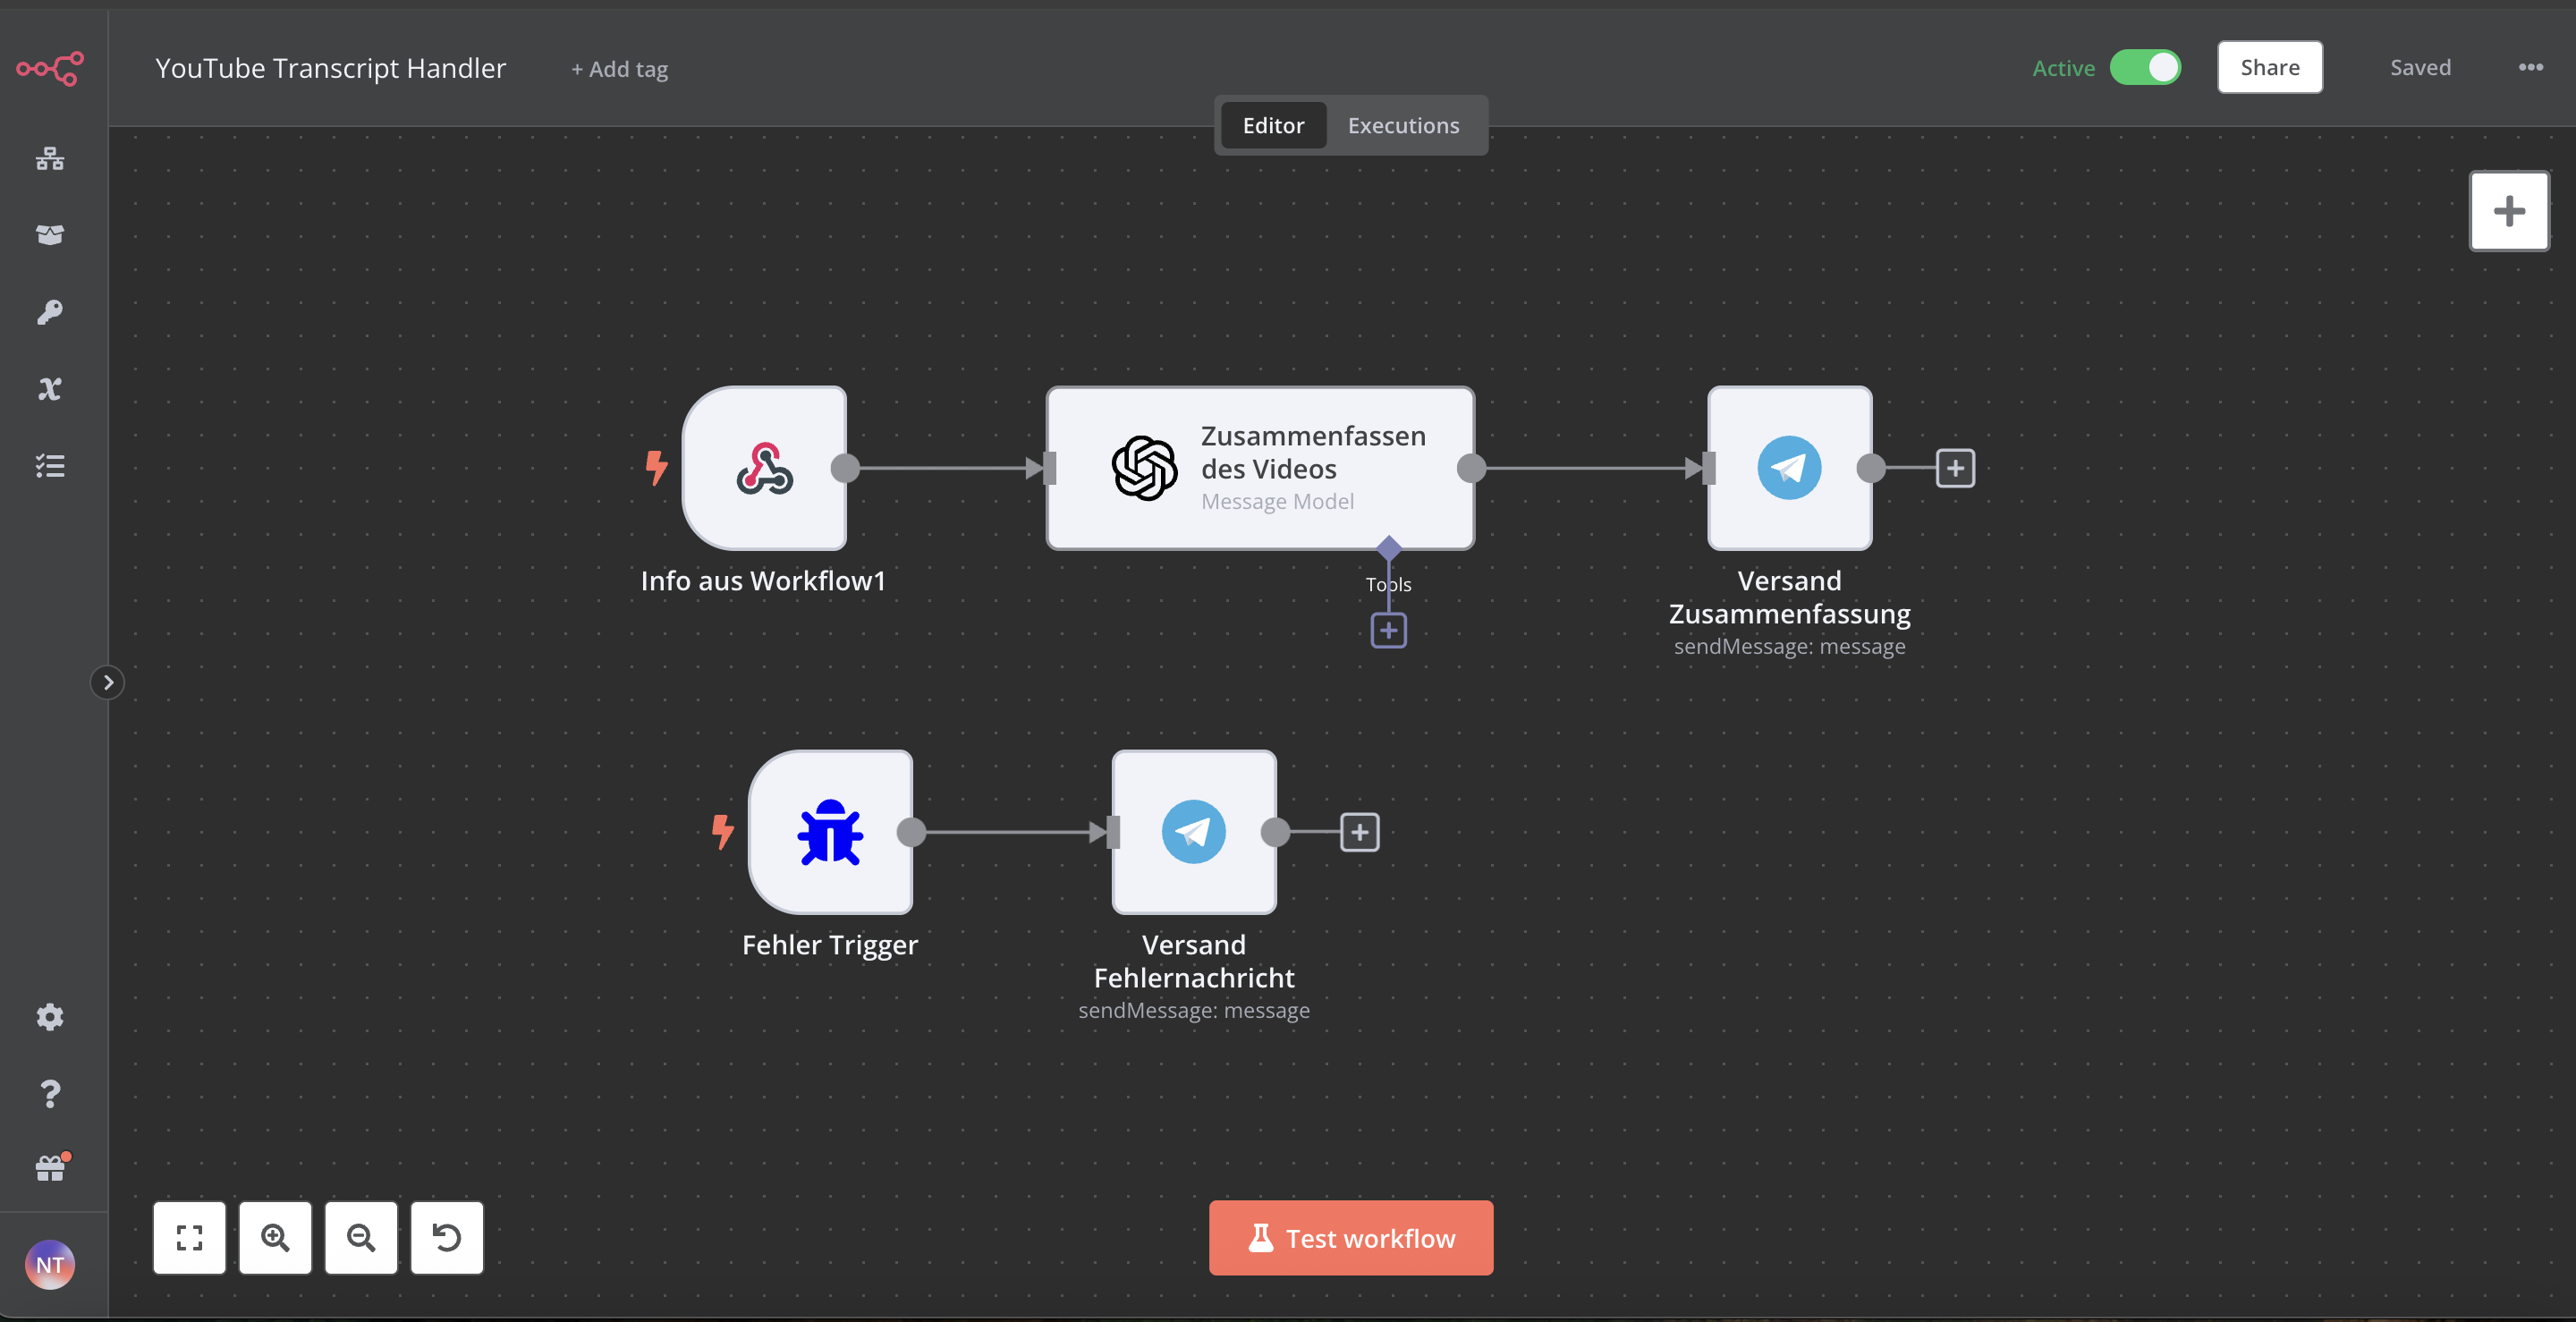 YouTube Transcript Handler
+ Add tag
Active
Share
Saved
Editor
Executions
Zusammenfassen
des Videos
Message Model
Info aus Workflow1
Tools
Versand
Zusammenfassung
sendMessage: message
Fehler Trigger
Versand
Fehlernachricht
sendMessage: message
Test workflow
NT